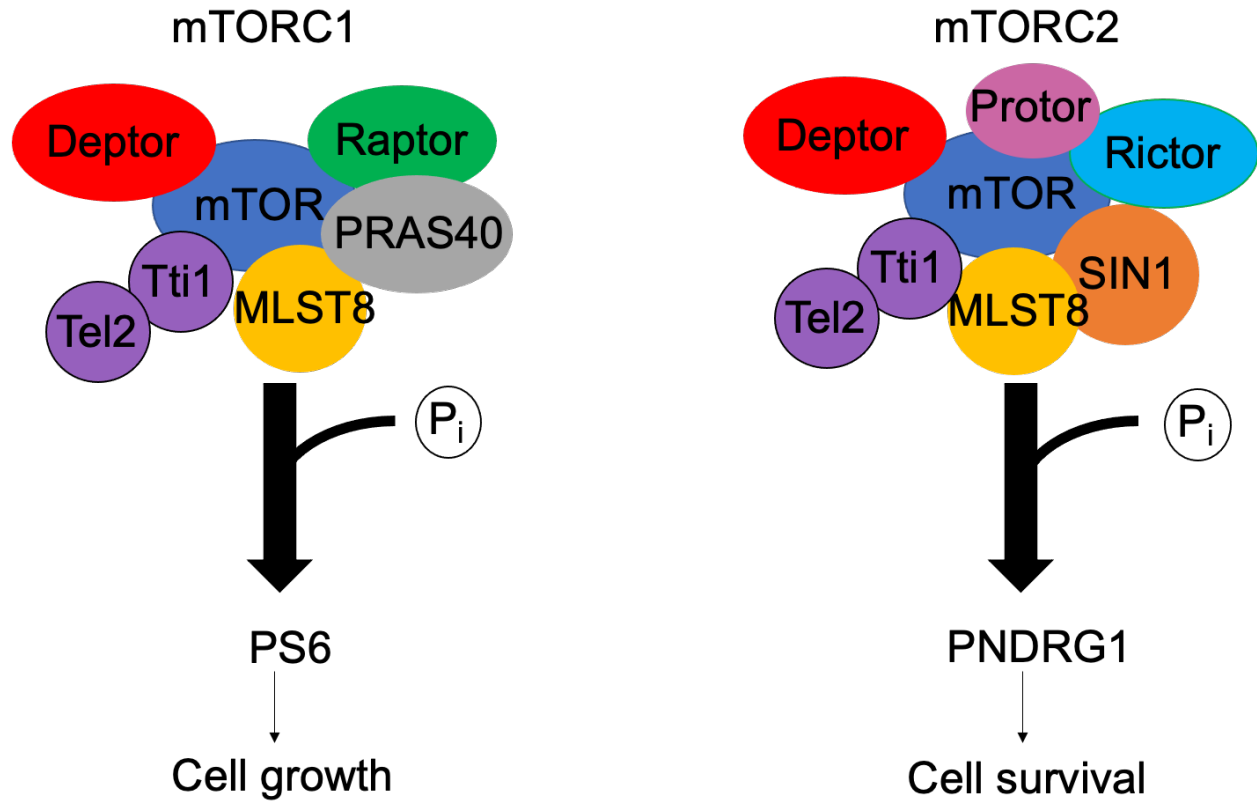 mTORC1
Deptor
Raptor
mTOR
PRAS40
Tti1
MLST8
Tel2
Pi
PS6
Cell growth
mTORC2
Protor
Deptor
Rictor
mTOR
Tti1
SIN1
MLST8
Tel2
Pi
PNDRG1
Cell survival